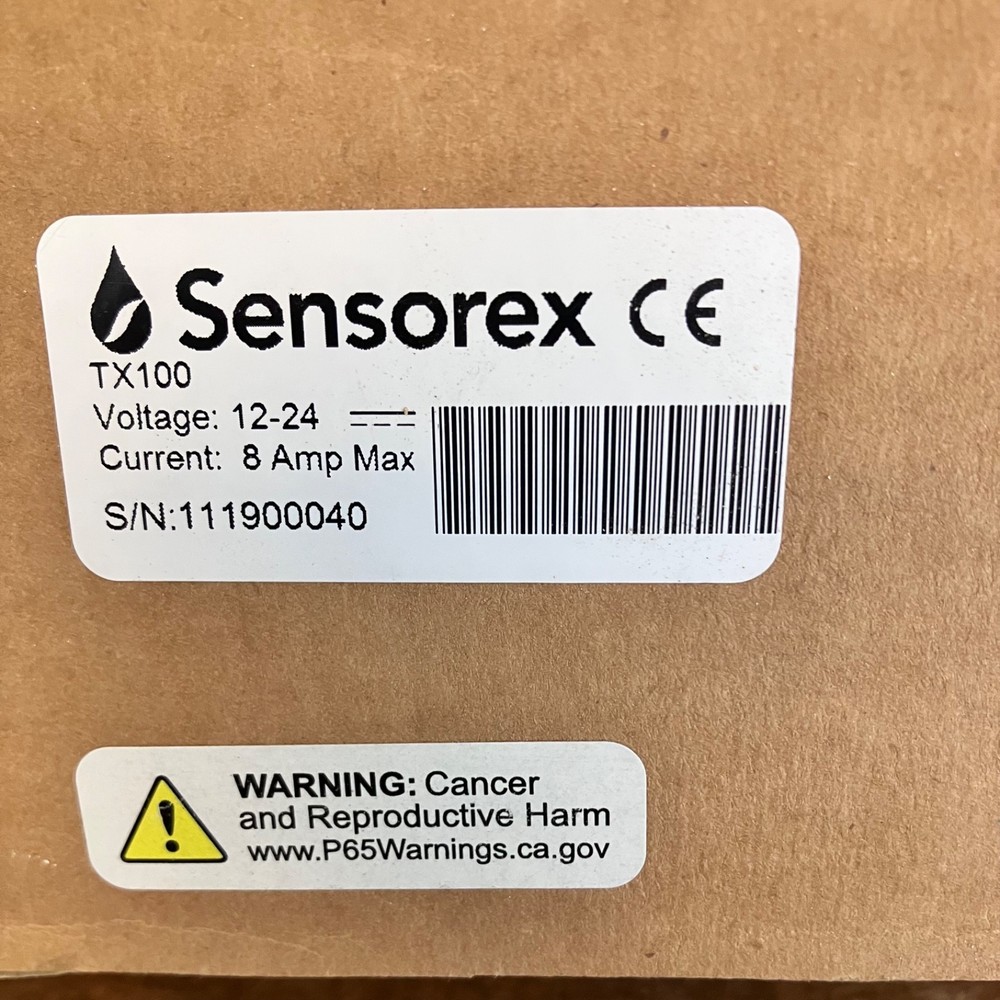 Sensorex CE
TX100
Voltage: 12-24 ⎓
Current: 8 Amp Max
S/N:111900040
WARNING: Cancer
and Reproductive Harm
www.P65Warnings.ca.gov